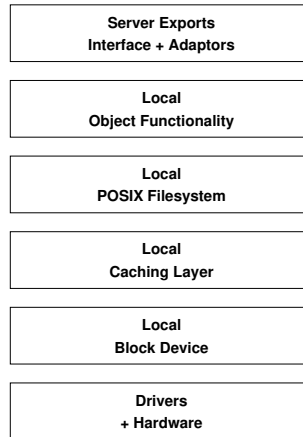 Server Exports
Interface + Adaptors
Local
Object Functionality
Local
POSIX Filesystem
Local
Caching Layer
Local
Block Device
Drivers
+ Hardware